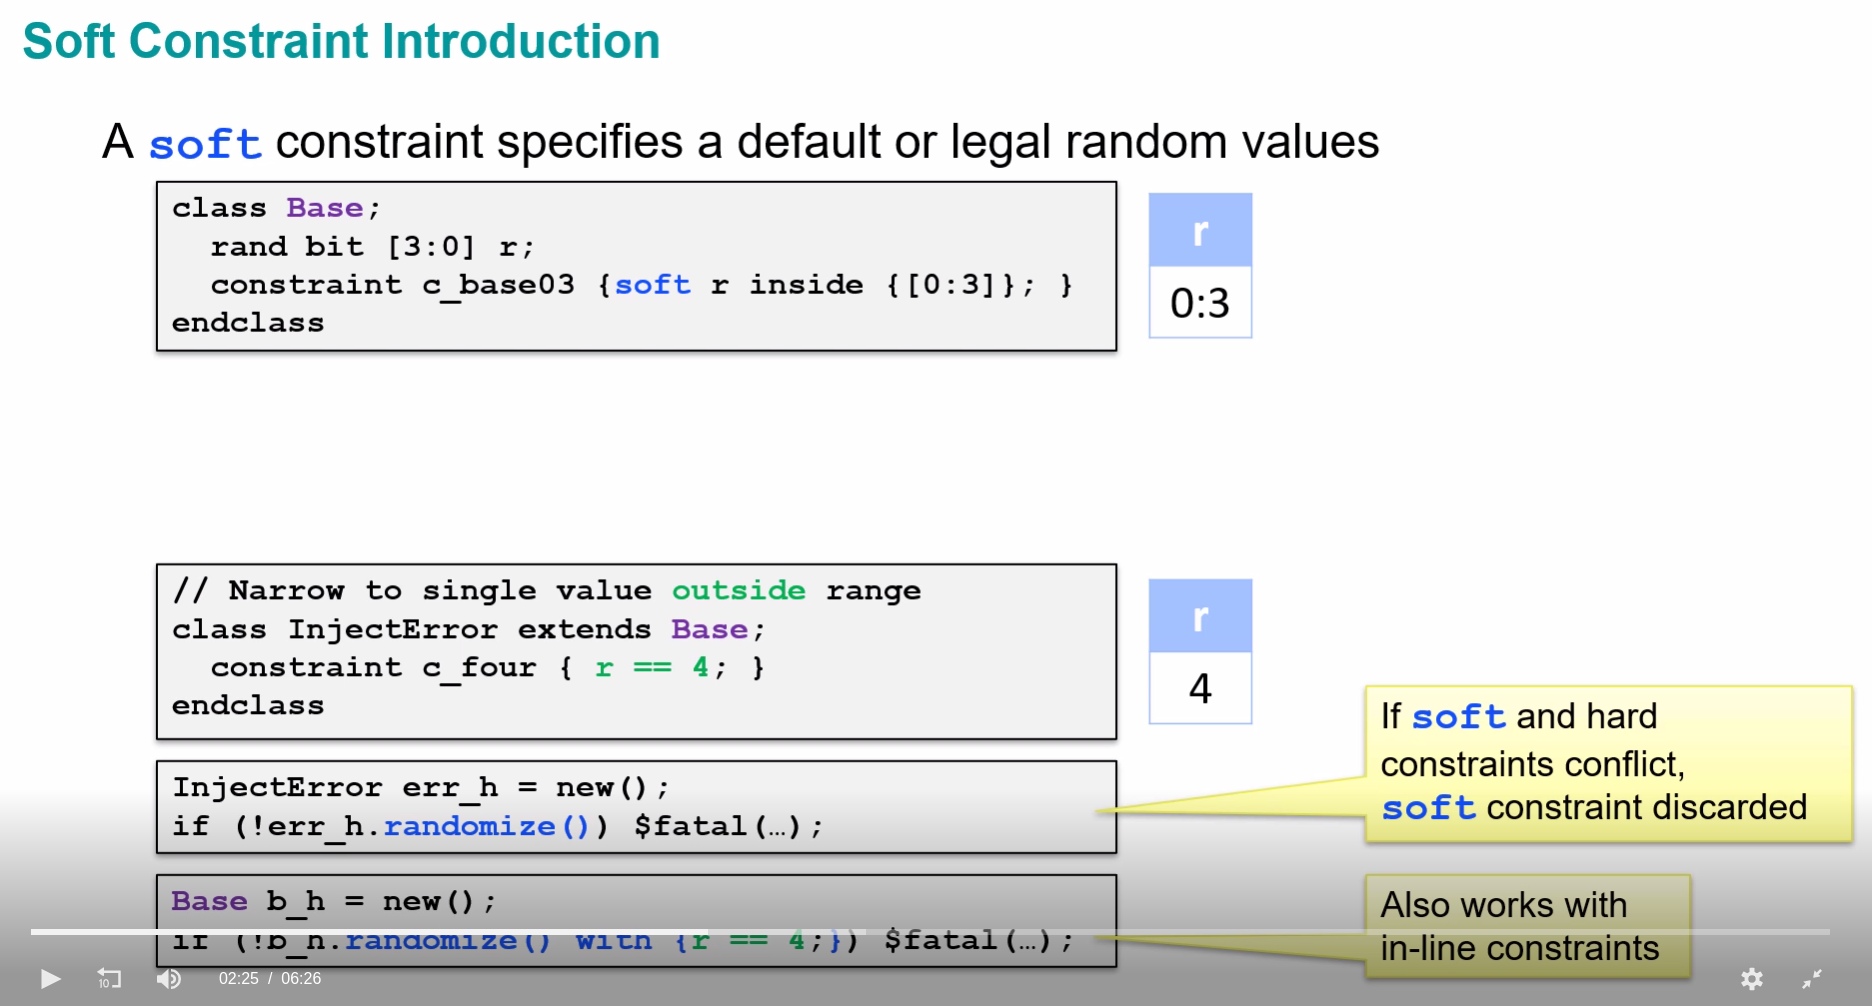 Soft Constraint Introduction
A soft constraint specifies a default or legal random values
class Base;
  rand bit [3:0] r;
  constraint c_base03 {soft r inside {[0:3]}; }
endclass
r
0:3
// Narrow to single value outside range
class InjectError extends Base;
  constraint c_four { r == 4; }
endclass
r
4
InjectError err_h = new();
if (!err_h.randomize()) $fatal(…);
If soft and hard
constraints conflict,
soft constraint discarded
Base b_h = new();
if (!b_h.randomize() with {r == 4;}) $fatal(…);
Also works with
in-line constraints
10
02:25 / 06:26